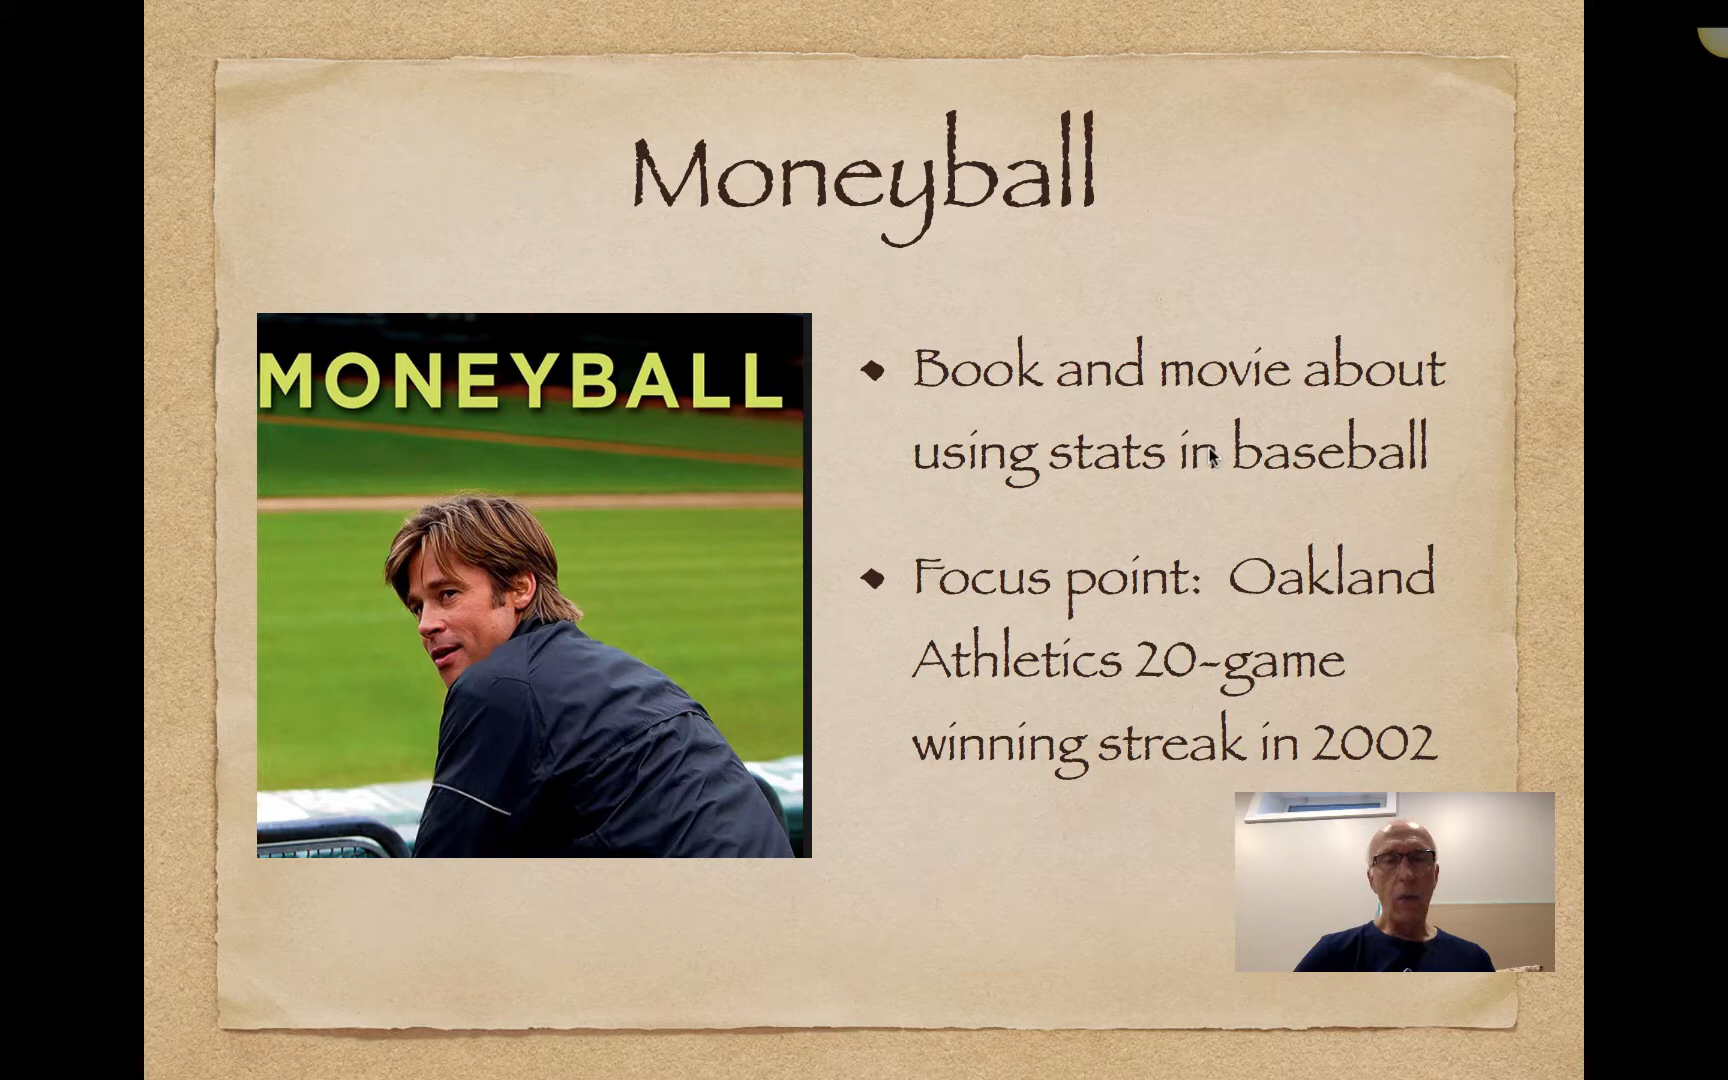 Moneyball
MONEYBALL
Book and movie about
using stats in baseball
Focus point: Oakland
Athletics 20-game
winning streak in 2002